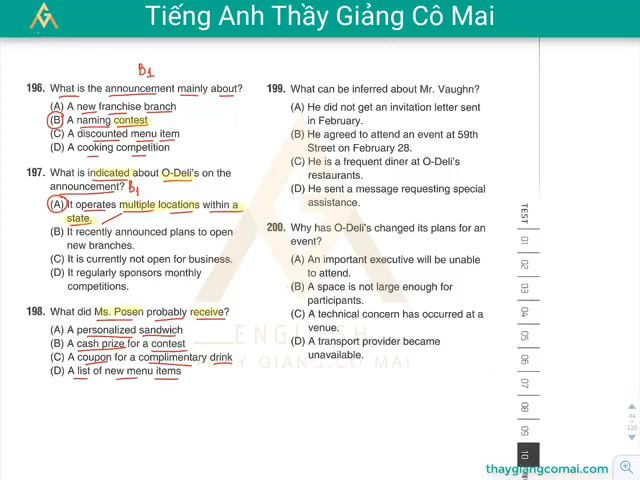 Tiếng Anh Thầy Giảng Cô Mai
B1
196. What is the announcement mainly about?
(A) A new franchise branch
(B) A naming contest
(C) A discounted menu item
(D) A cooking competition
197. What is indicated about O-Deli's on the
announcement? B1
(A) It operates multiple locations within a
state.
(B) It recently announced plans to open
new branches.
(C) It is currently not open for business.
(D) It regularly sponsors monthly
competitions.
198. What did Ms. Posen probably receive?
(A) A personalized sandwich
(B) A cash prize for a contest
(C) A coupon for a complimentary drink
(D) A list of new menu items
199. What can be inferred about Mr. Vaughn?
(A) He did not get an invitation letter sent
in February.
(B) He agreed to attend an event at 59th
Street on February 28.
(C) He is a frequent diner at O-Deli's
restaurants.
(D) He sent a message requesting special
assistance.
200. Why has O-Deli's changed its plans for an
event?
(A) An important executive will be unable
to attend.
(B) A space is not large enough for
participants.
(C) A technical concern has occurred at a
venue.
(D) A transport provider became
unavailable.
ENGLISH
THẦY GIẢNG.CÔ MAI
TEST
01
02
03
04
05
06
07
08
09
10
44
220
thaygiangcomai.com